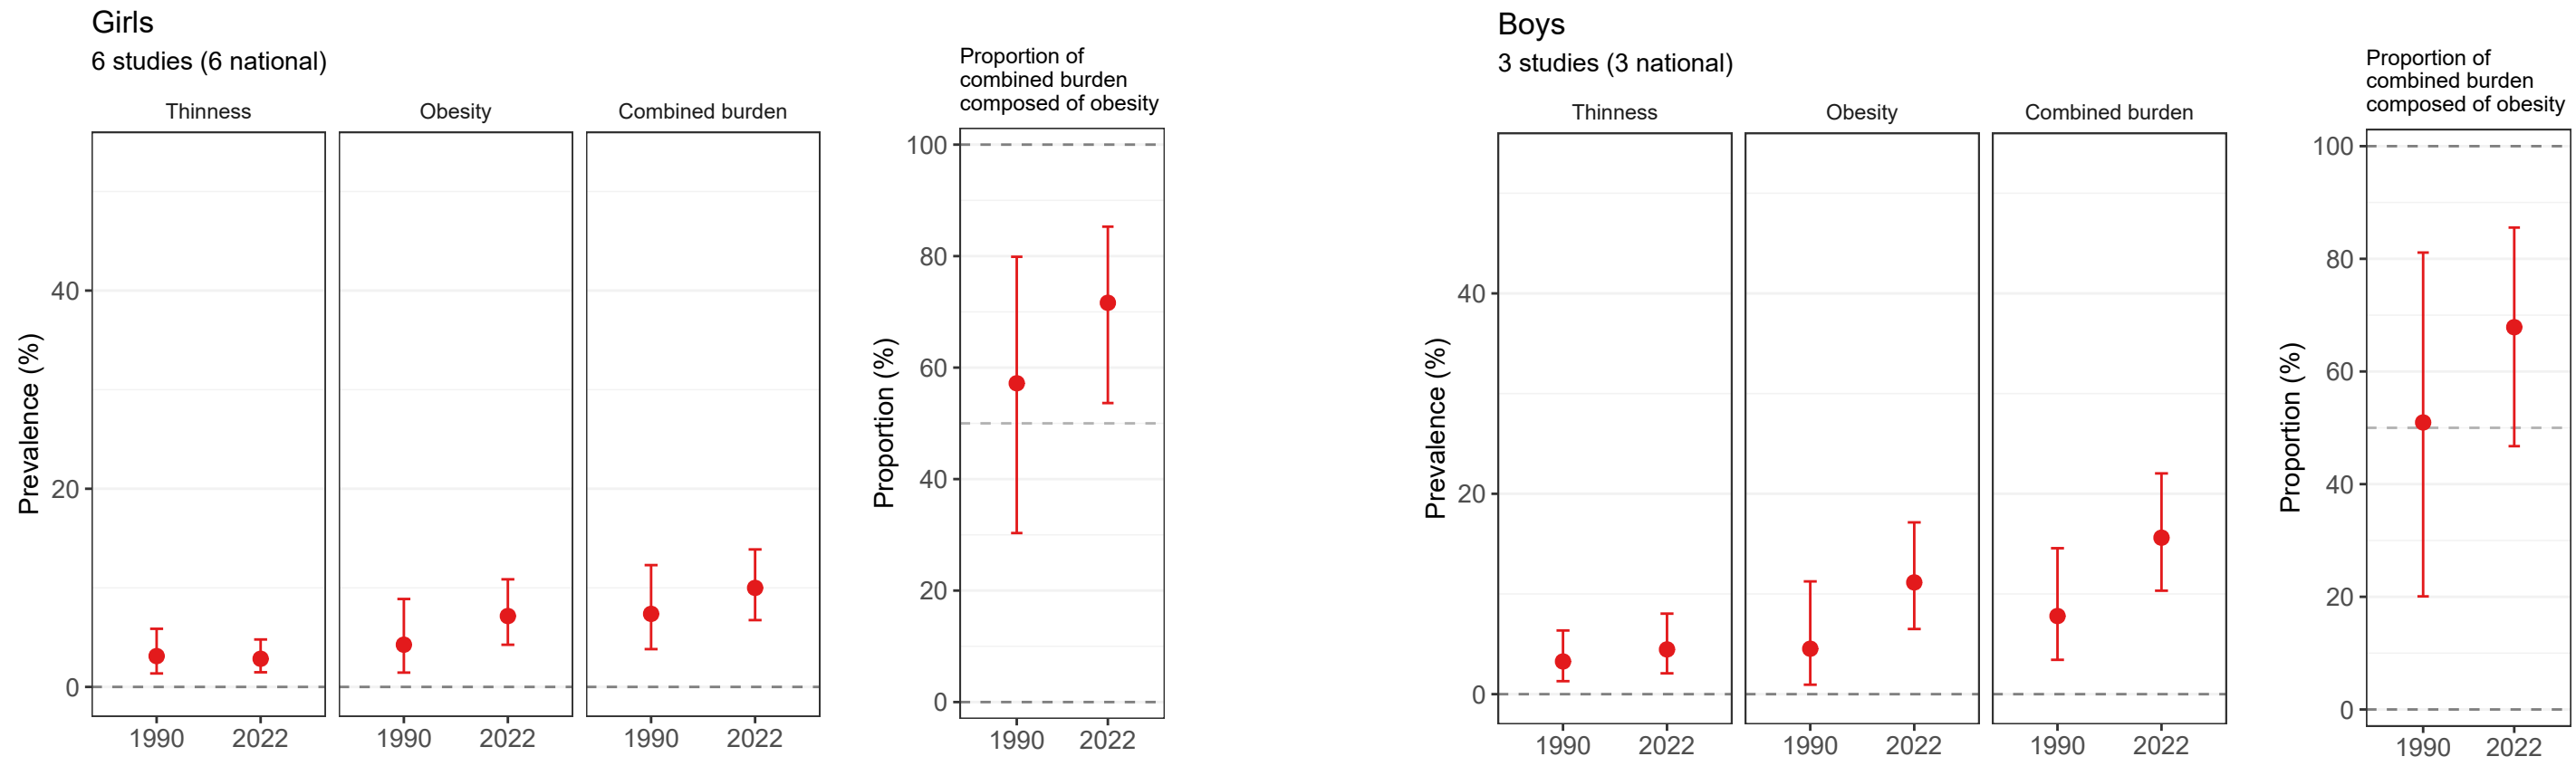 Girls
6 studies (6 national)
Thinness
Obesity
Combined burden
Prevalence (%)
40
20
0
1990 2022
1990 2022
1990 2022
Proportion of
combined burden
composed of obesity
Proportion (%)
100
80
60
40
20
0
1990 2022
Boys
3 studies (3 national)
Thinness
Obesity
Combined burden
Prevalence (%)
40
20
0
1990 2022
1990 2022
1990 2022
Proportion of
combined burden
composed of obesity
Proportion (%)
100
80
60
40
20
0
1990 2022